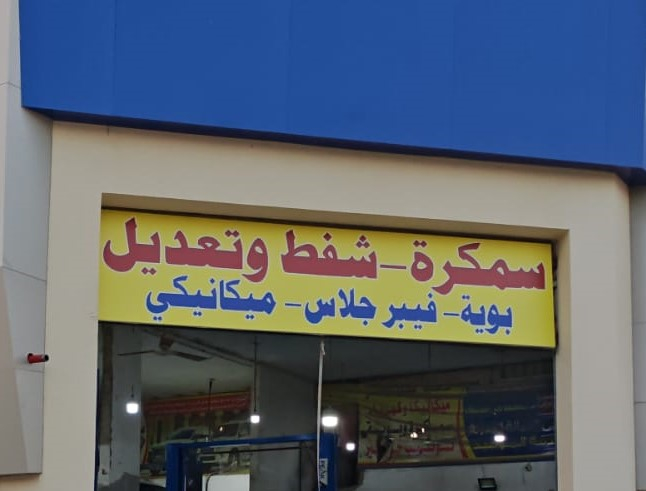 سمكرة - شفط وتعديل
بوية - فيبر جلاس - ميكانيكي